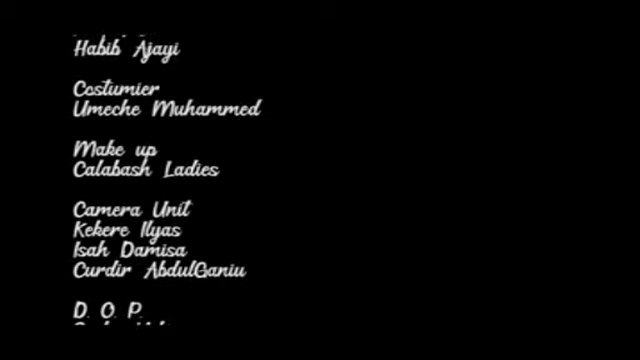 Habib Ajayi
Costumier
Umeche Muhammed
Make up
Calabash Ladies
Camera Unit
Kekere Ilyas
Isah Damisa
Curdir AbdulGaniu
D. O. P.